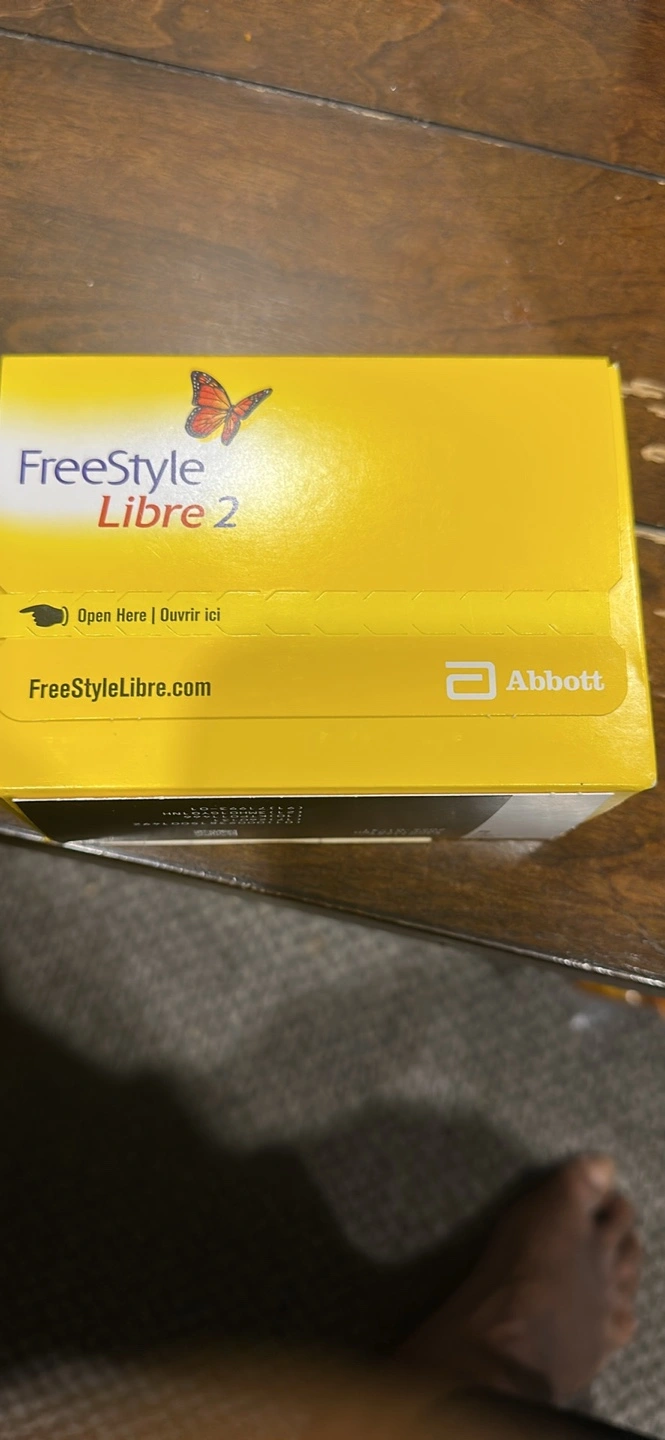 FreeStyle
Libre 2
Open Here | Ouvrir ici
FreeStyleLibre.com
Abbott